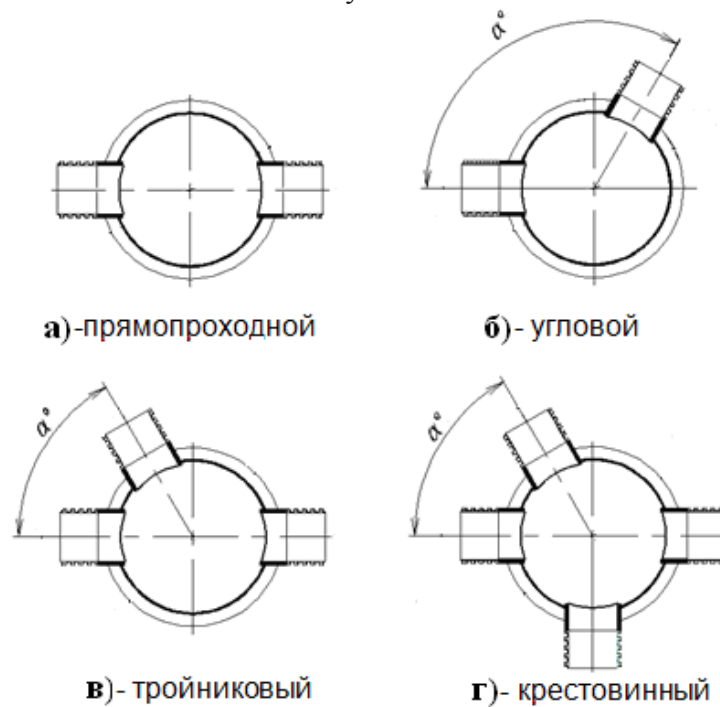 α°
а)-прямопроходной
б)- угловой
α°
α°
в)- тройниковый
г)- крестовинный